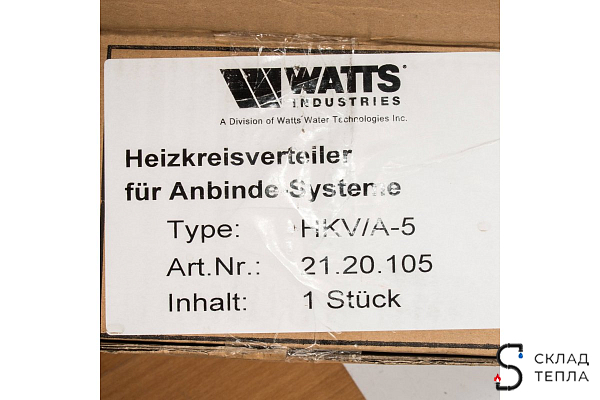 WATTS®
INDUSTRIES
A Division of Watts Water Technologies Inc.
Heizkreisverteiler
für Anbinde-Systeme
Type: HKV/A-5
Art.Nr.: 21.20.105
Inhalt: 1 Stück
СКЛАД
ТЕПЛА